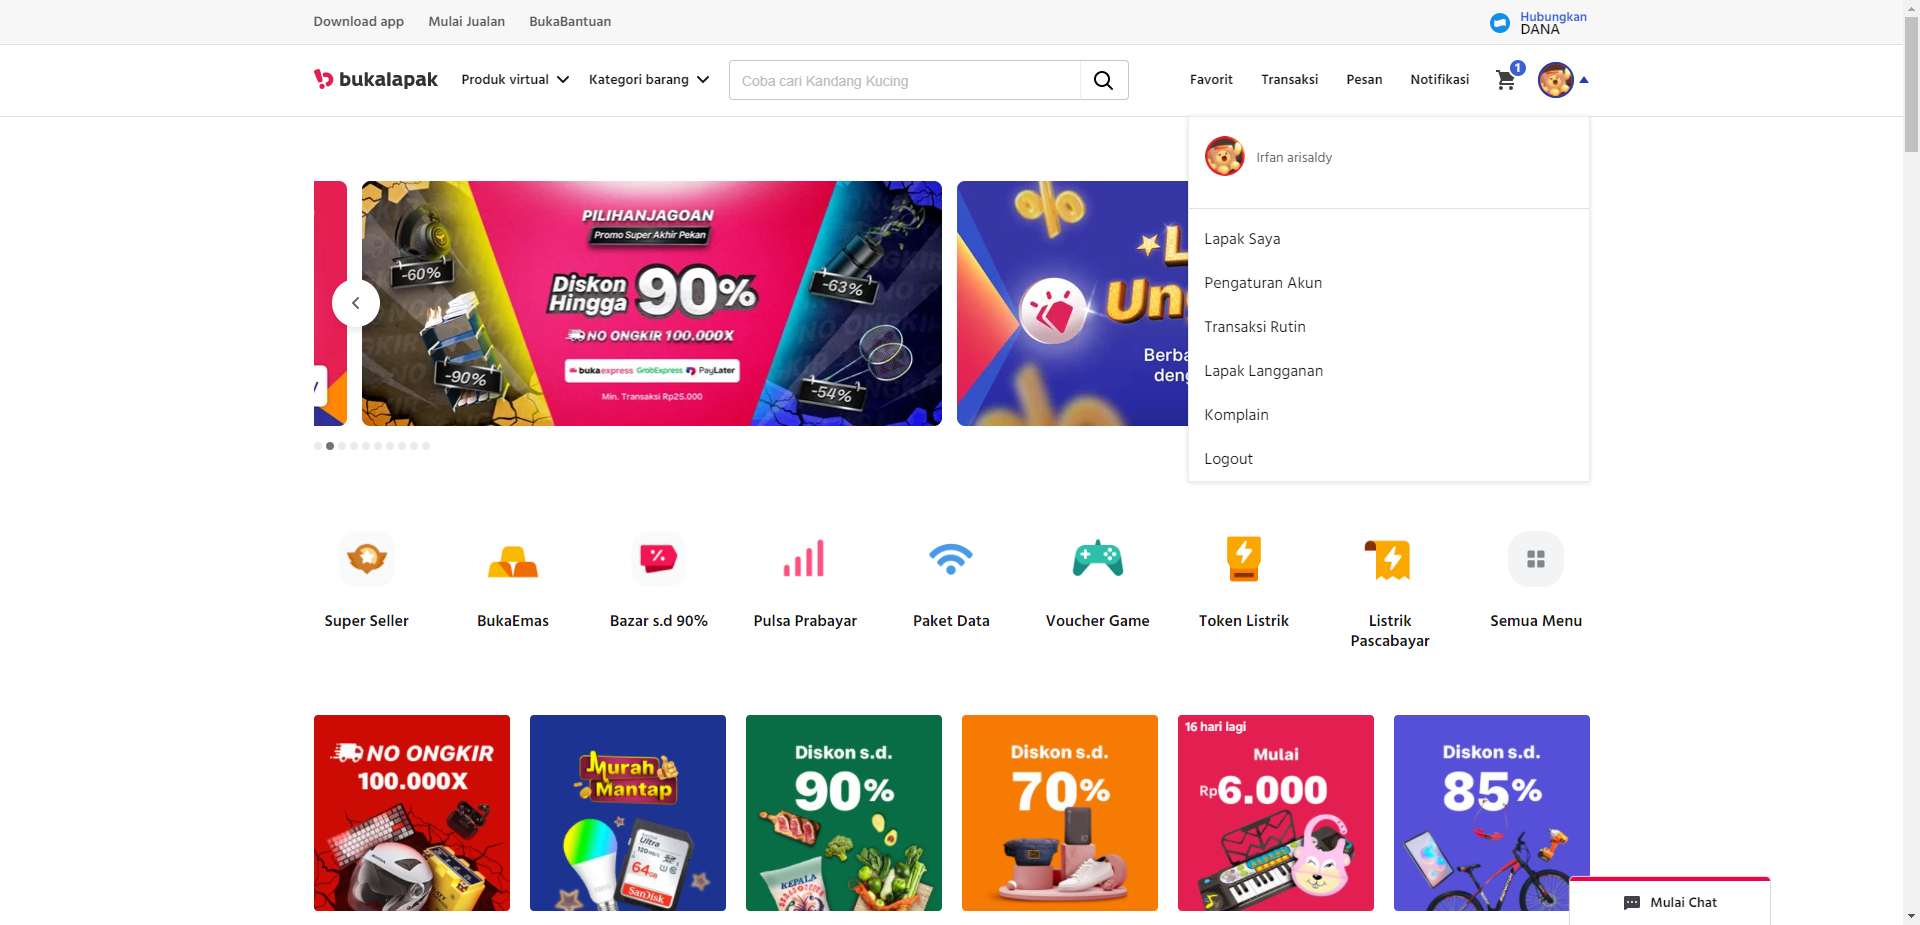 Download app
Mulai Jualan
BukaBantuan
Hubungkan
DANA
bukalapak
Produk virtual
Kategori barang
Coba cari Kandang Kucing
Favorit
Transaksi
Pesan
Notifikasi
1
Irfan arisaldy
Lapak Saya
Pengaturan Akun
Transaksi Rutin
Lapak Langganan
Komplain
Logout
PILIHANJAGOAN
Promo Super Akhir Pekan
Diskon
Hingga
90%
NO ONGKIR 100.000X
bukaexpress GrabExpress PayLater
Min. Transaksi Rp25.000
-60%
-90%
-63%
-54%
Super Seller
BukaEmas
Bazar s.d 90%
Pulsa Prabayar
Paket Data
Voucher Game
Token Listrik
Listrik
Pascabayar
Semua Menu
NO ONGKIR
100.000X
Murah
Mantap
Ultra
64GB
SanDisk
Diskon s.d.
90%
KEPALA
Diskon s.d.
70%
16 hari lagi
Mulai
Rp6.000
Diskon s.d.
85%
Mulai Chat